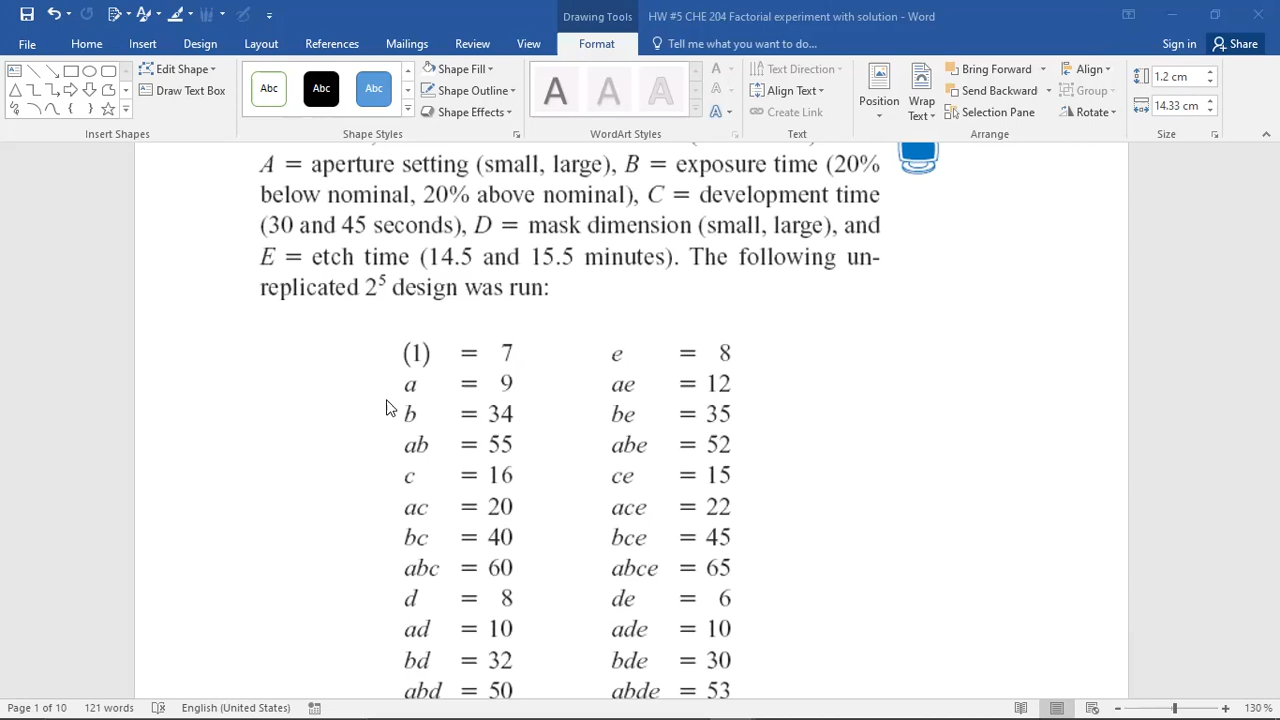 Drawing Tools
HW #5 CHE 204 Factorial experiment with solution - Word
File Home Insert Design Layout References Mailings Review View Format Tell me what you want to do... Sign in Share
Edit Shape
Draw Text Box
Insert Shapes
Abc Abc Abc
Shape Fill
Shape Outline
Shape Effects
Shape Styles
A A A
WordArt Styles
Text Direction
Align Text
Create Link
Text
Position
Wrap Text
Bring Forward
Send Backward
Selection Pane
Align
Group
Rotate
Arrange
1.2 cm
14.33 cm
Size
A = aperture setting (small, large), B = exposure time (20%
below nominal, 20% above nominal), C = development time
(30 and 45 seconds), D = mask dimension (small, large), and
E = etch time (14.5 and 15.5 minutes). The following un-
replicated 2⁵ design was run:
(1) = 7 e = 8
a = 9 ae = 12
b = 34 be = 35
ab = 55 abe = 52
c = 16 ce = 15
ac = 20 ace = 22
bc = 40 bce = 45
abc = 60 abce = 65
d = 8 de = 6
ad = 10 ade = 10
bd = 32 bde = 30
abd = 50 abde = 53
Page 1 of 10 121 words English (United States) 130 %